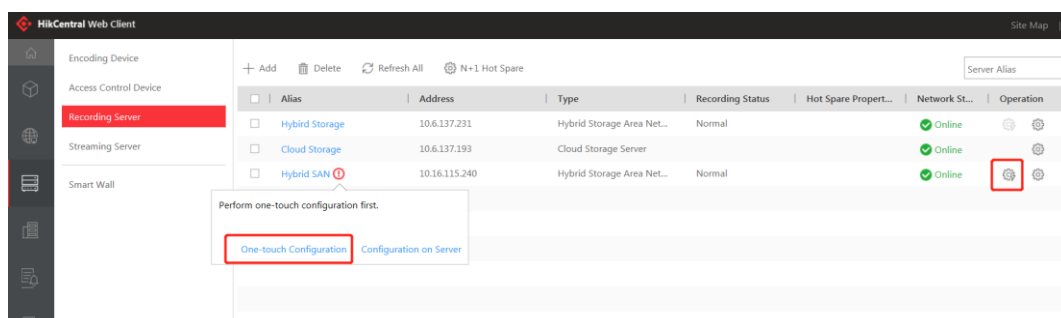 HikCentral Web Client
Site Map
Encoding Device
Access Control Device
Recording Server
Streaming Server
Smart Wall
Add Delete Refresh All N+1 Hot Spare
Server Alias
Alias Address Type Recording Status Hot Spare Propert... Network St... Operation
Hybird Storage 10.6.137.231 Hybrid Storage Area Net... Normal Online
Cloud Storage 10.6.137.193 Cloud Storage Server Online
Hybrid SAN 10.16.115.240 Hybrid Storage Area Net... Normal Online
Perform one-touch configuration first.
One-touch Configuration Configuration on Server